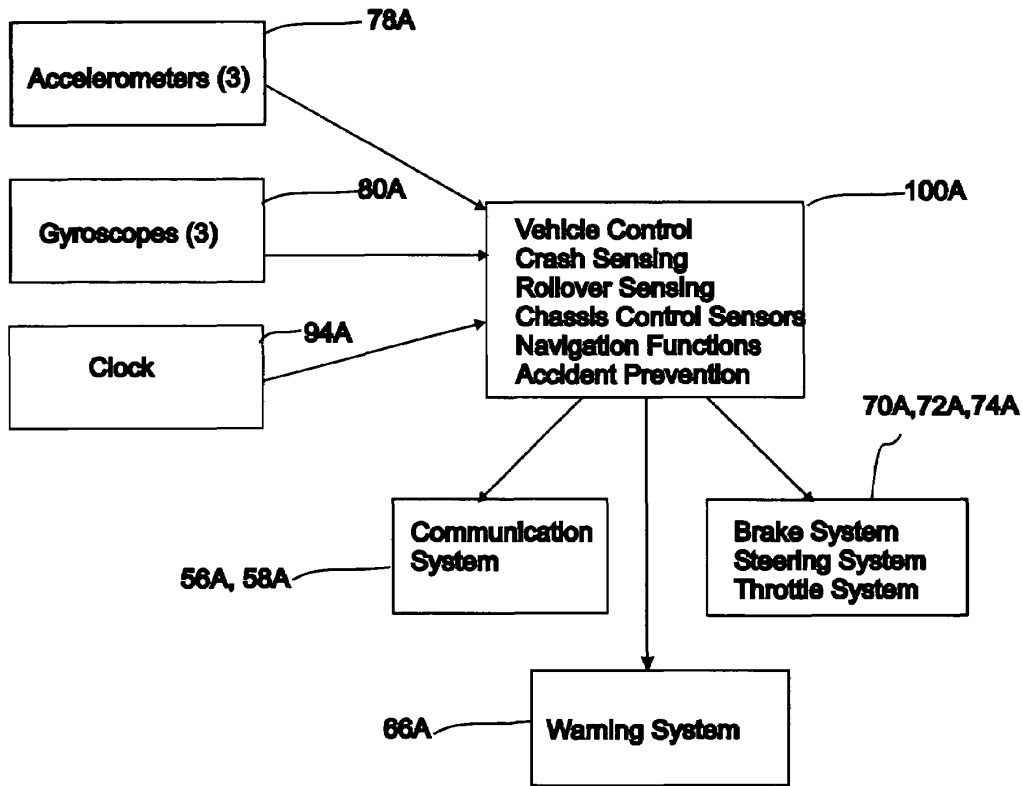 78A
Accelerometers (3)
80A
Gyroscopes (3)
94A
Clock
100A
Vehicle Control
Crash Sensing
Rollover Sensing
Chassis Control Sensors
Navigation Functions
Accident Prevention
70A,72A,74A
Communication
System
56A, 58A
Brake System
Steering System
Throttle System
66A
Warning System